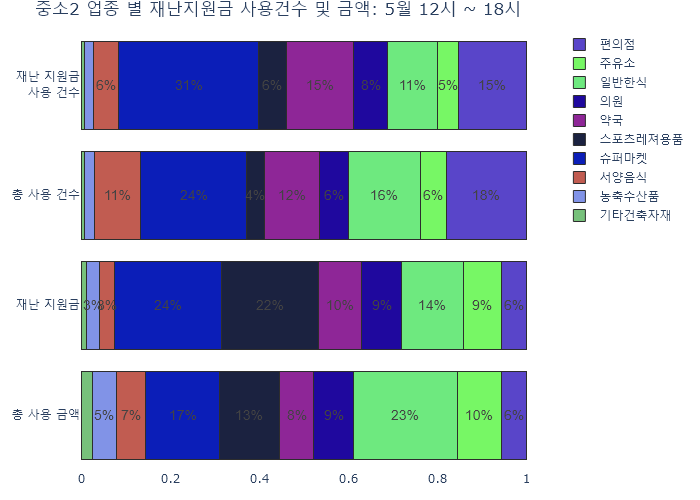 중소2 업종 별 재난지원금 사용건수 및 금액: 5월 12시 ~ 18시
재난 지원금
사용 건수
6%
31%
6%
15%
8%
11%
5%
15%
총 사용 건수
11%
24%
4%
12%
6%
16%
6%
18%
재난 지원금
3%
3%
24%
22%
10%
9%
14%
9%
6%
총 사용 금액
5%
7%
17%
13%
8%
9%
23%
10%
6%
0
0.2
0.4
0.6
0.8
1
편의점
주유소
일반한식
의원
약국
스포츠레져용품
슈퍼마켓
서양음식
농축수산품
기타건축자재